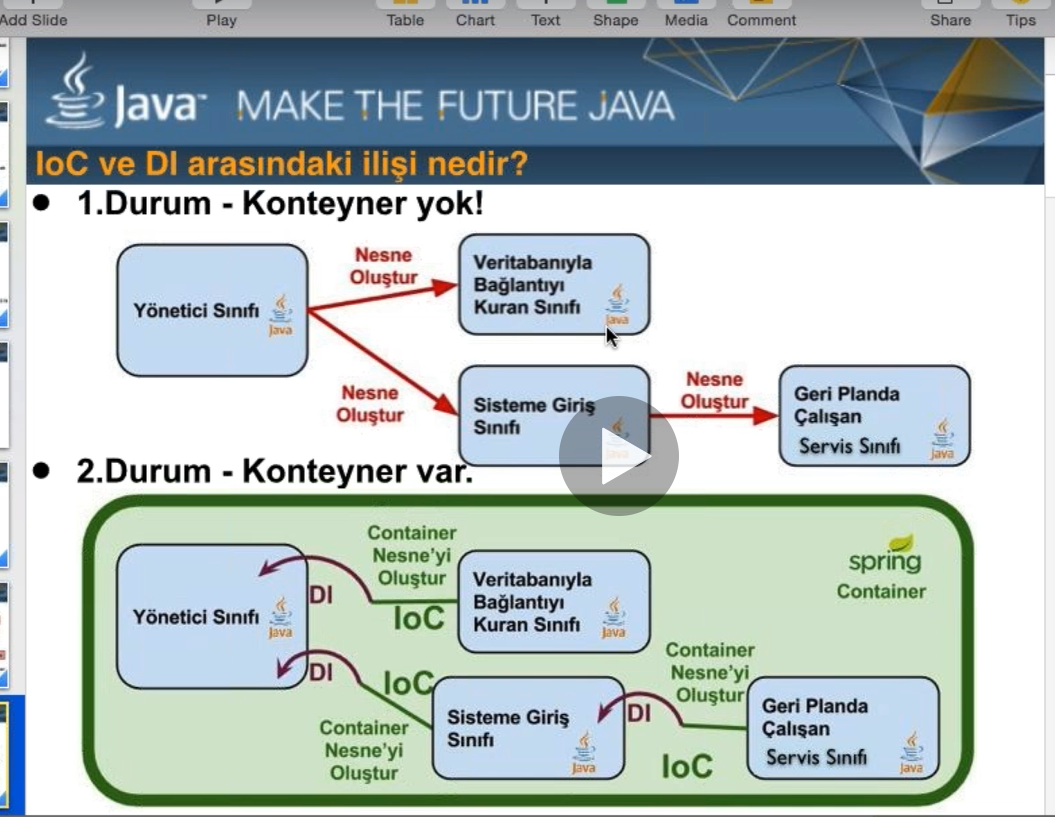 Add Slide
Play
Table
Chart
Text
Shape
Media
Comment
Share
Tips
Java
MAKE THE FUTURE JAVA
IoC ve DI arasındaki ilişi nedir?
● 1.Durum - Konteyner yok!
Yönetici Sınıfı
Java
Nesne
Oluştur
Veritabanıyla
Bağlantıyı
Kuran Sınıfı
Java
Nesne
Oluştur
Sisteme Giriş
Sınıfı
Java
Nesne
Oluştur
Geri Planda
Çalışan
Servis Sınıfı
Java
● 2.Durum - Konteyner var.
spring
Container
Yönetici Sınıfı
Java
DI
Container
Nesne'yi
Oluştur
IoC
Veritabanıyla
Bağlantıyı
Kuran Sınıfı
Java
DI
IoC
Container
Nesne'yi
Oluştur
Sisteme Giriş
Sınıfı
Java
DI
Container
Nesne'yi
Oluştur
IoC
Geri Planda
Çalışan
Servis Sınıfı
Java